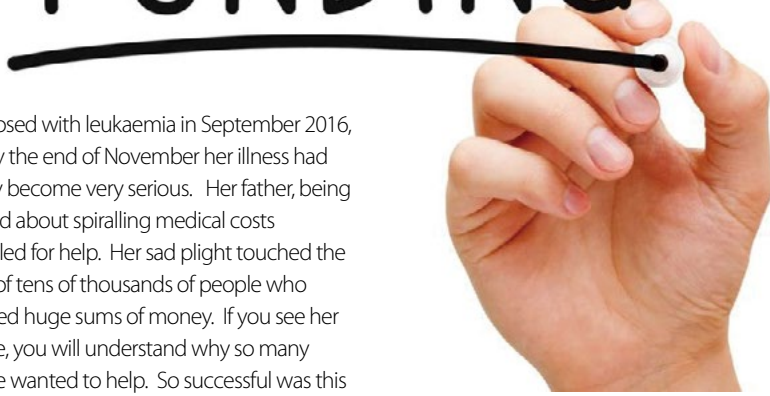 FUNDING
osed with leukaemia in September 2016,
y the end of November her illness had
y become very serious. Her father, being
d about spiralling medical costs
led for help. Her sad plight touched the
of tens of thousands of people who
ed huge sums of money. If you see her
e, you will understand why so many
e wanted to help. So successful was this